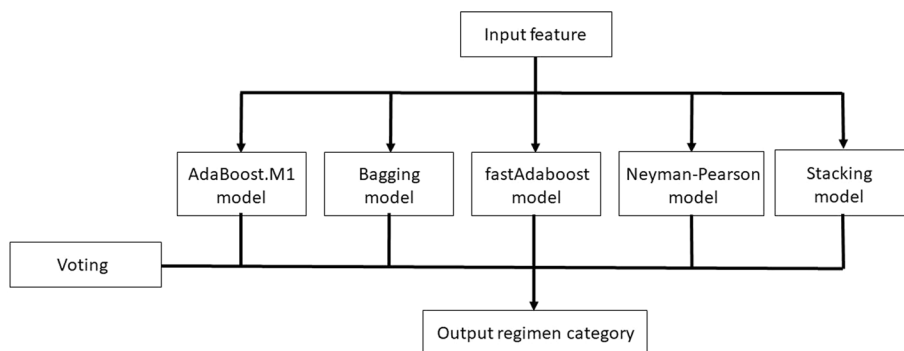 Input feature
AdaBoost.M1
model
Bagging
model
fastAdaboost
model
Neyman-Pearson
model
Stacking
model
Voting
Output regimen category